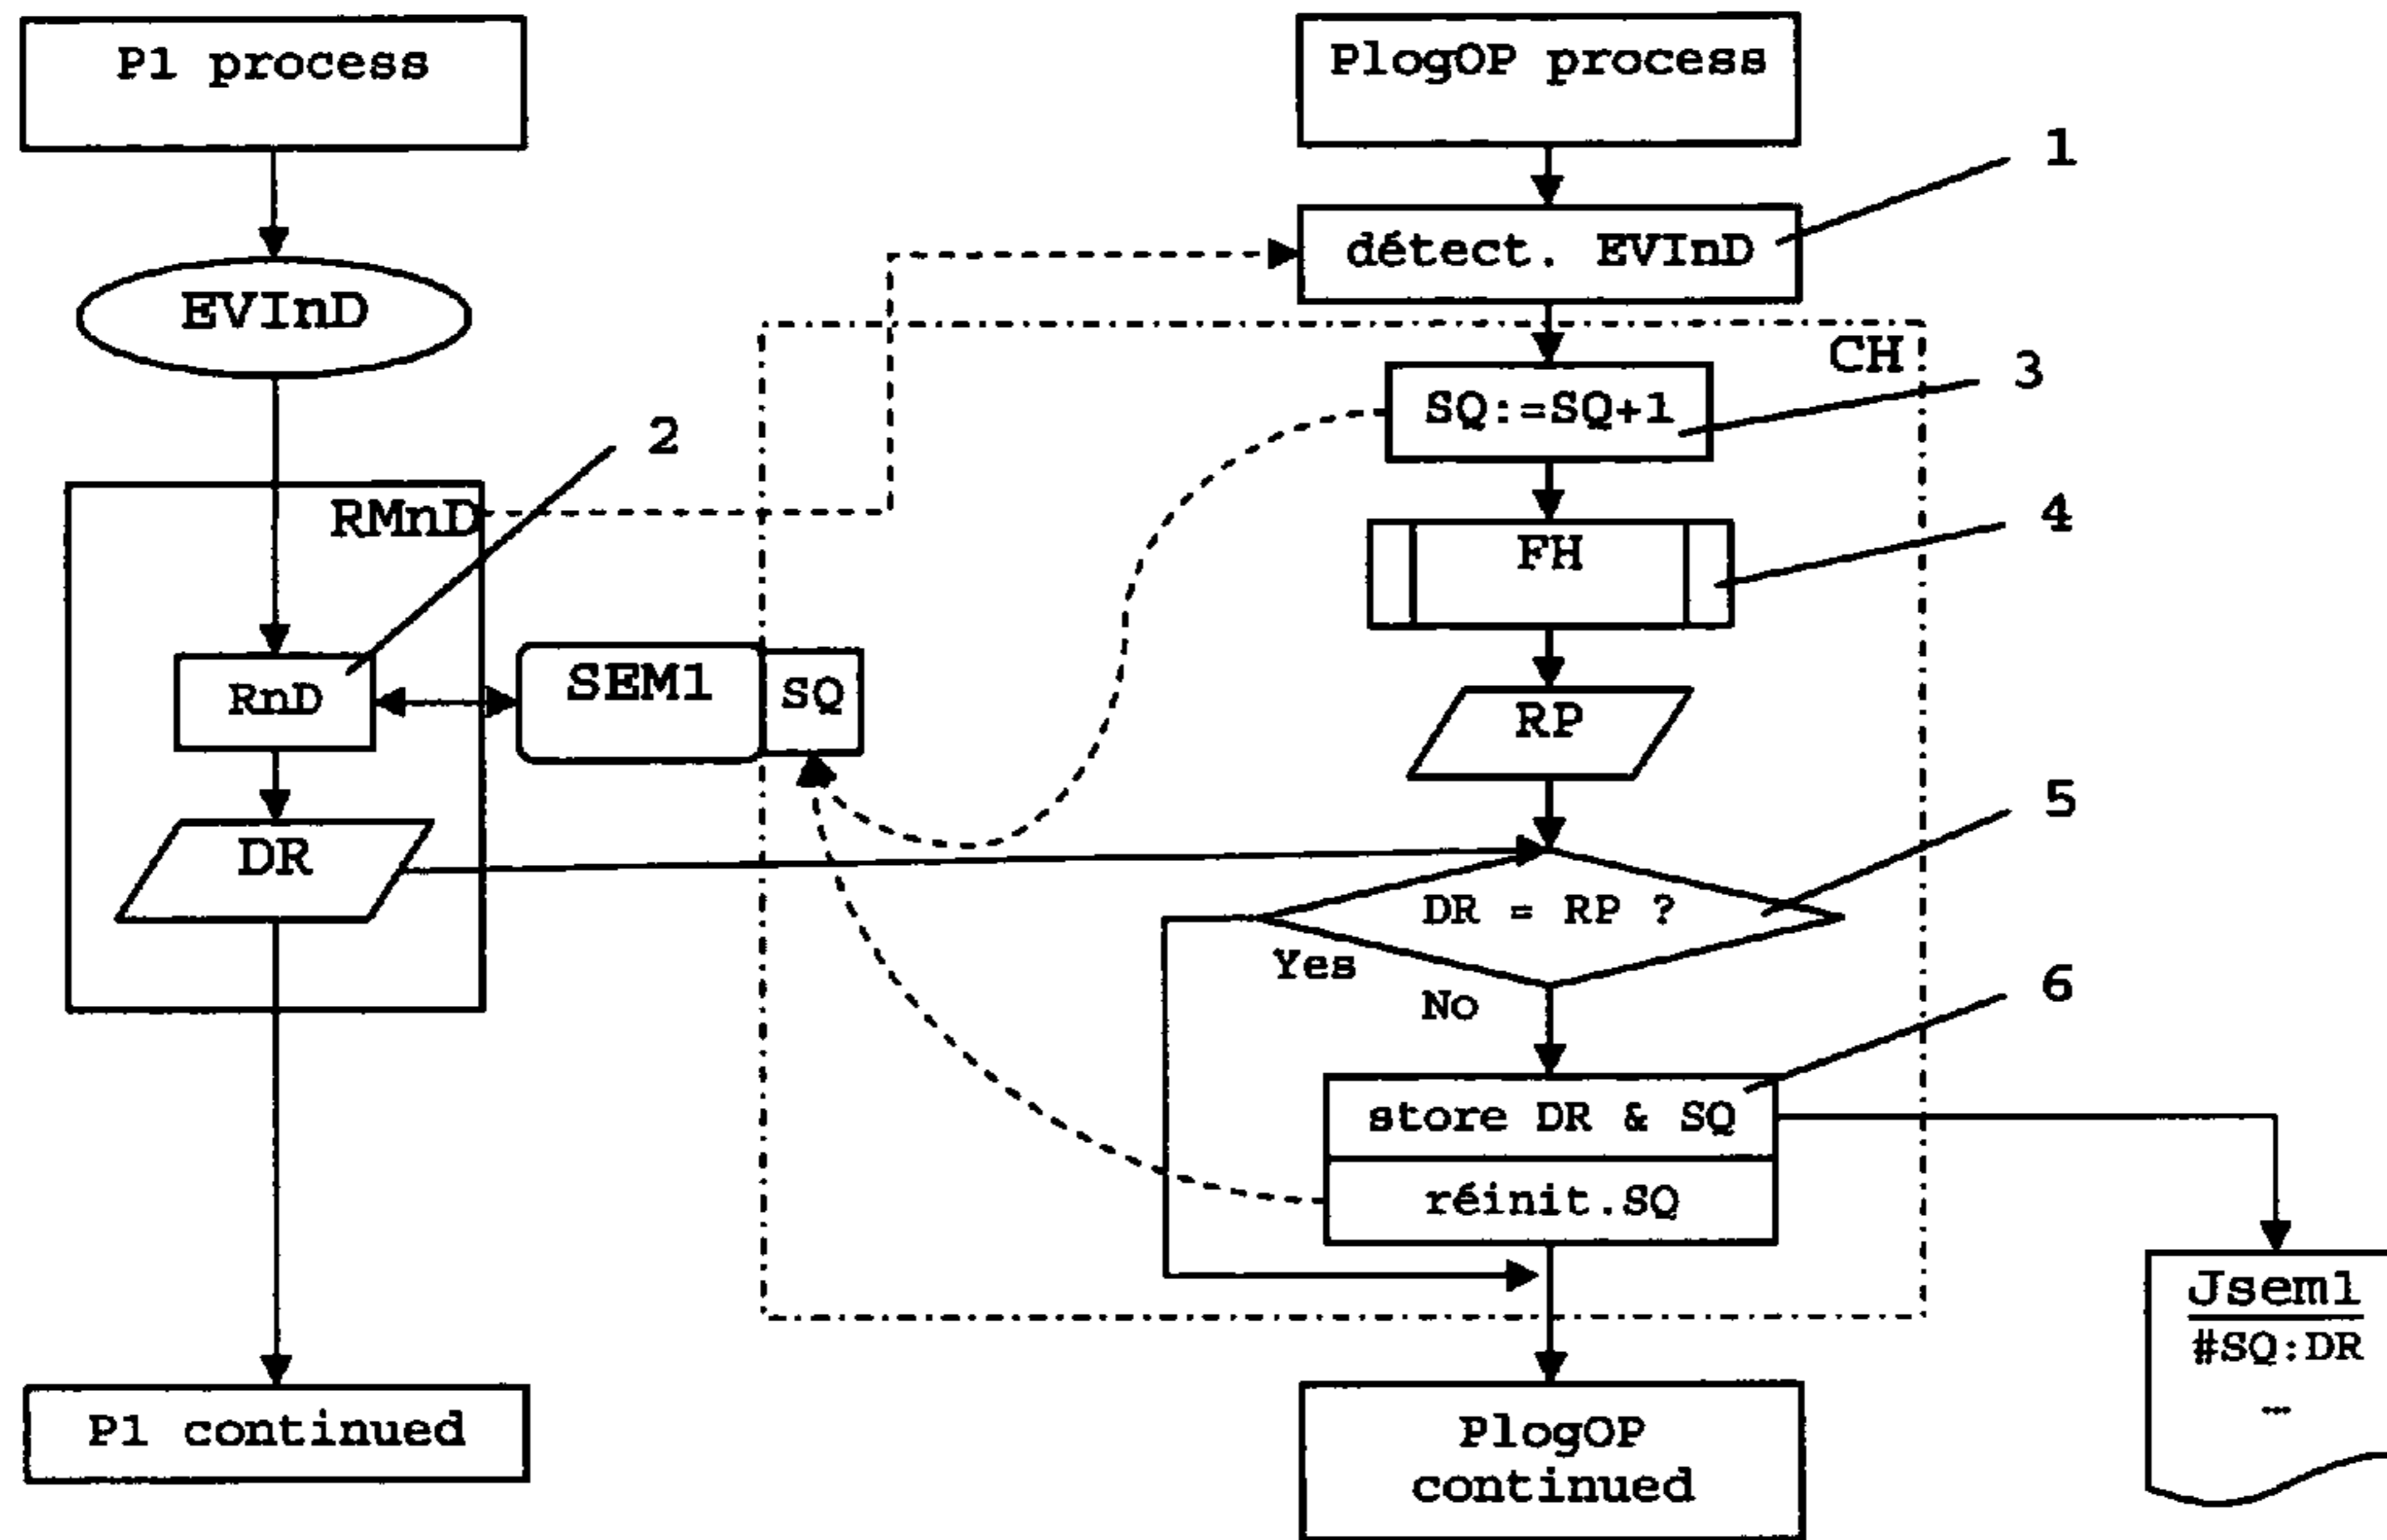 P1 process
PlogOP process
1
détect. EVInD
EVInD
CH
3
SQ:=SQ+1
2
RMnD
4
FH
SEM1
SQ
RnD
RP
5
DR
DR = RP ?
Yes
6
No
store DR & SQ
réinit.SQ
Jsem1
#SQ:DR
…
P1 continued
PlogOP
continued